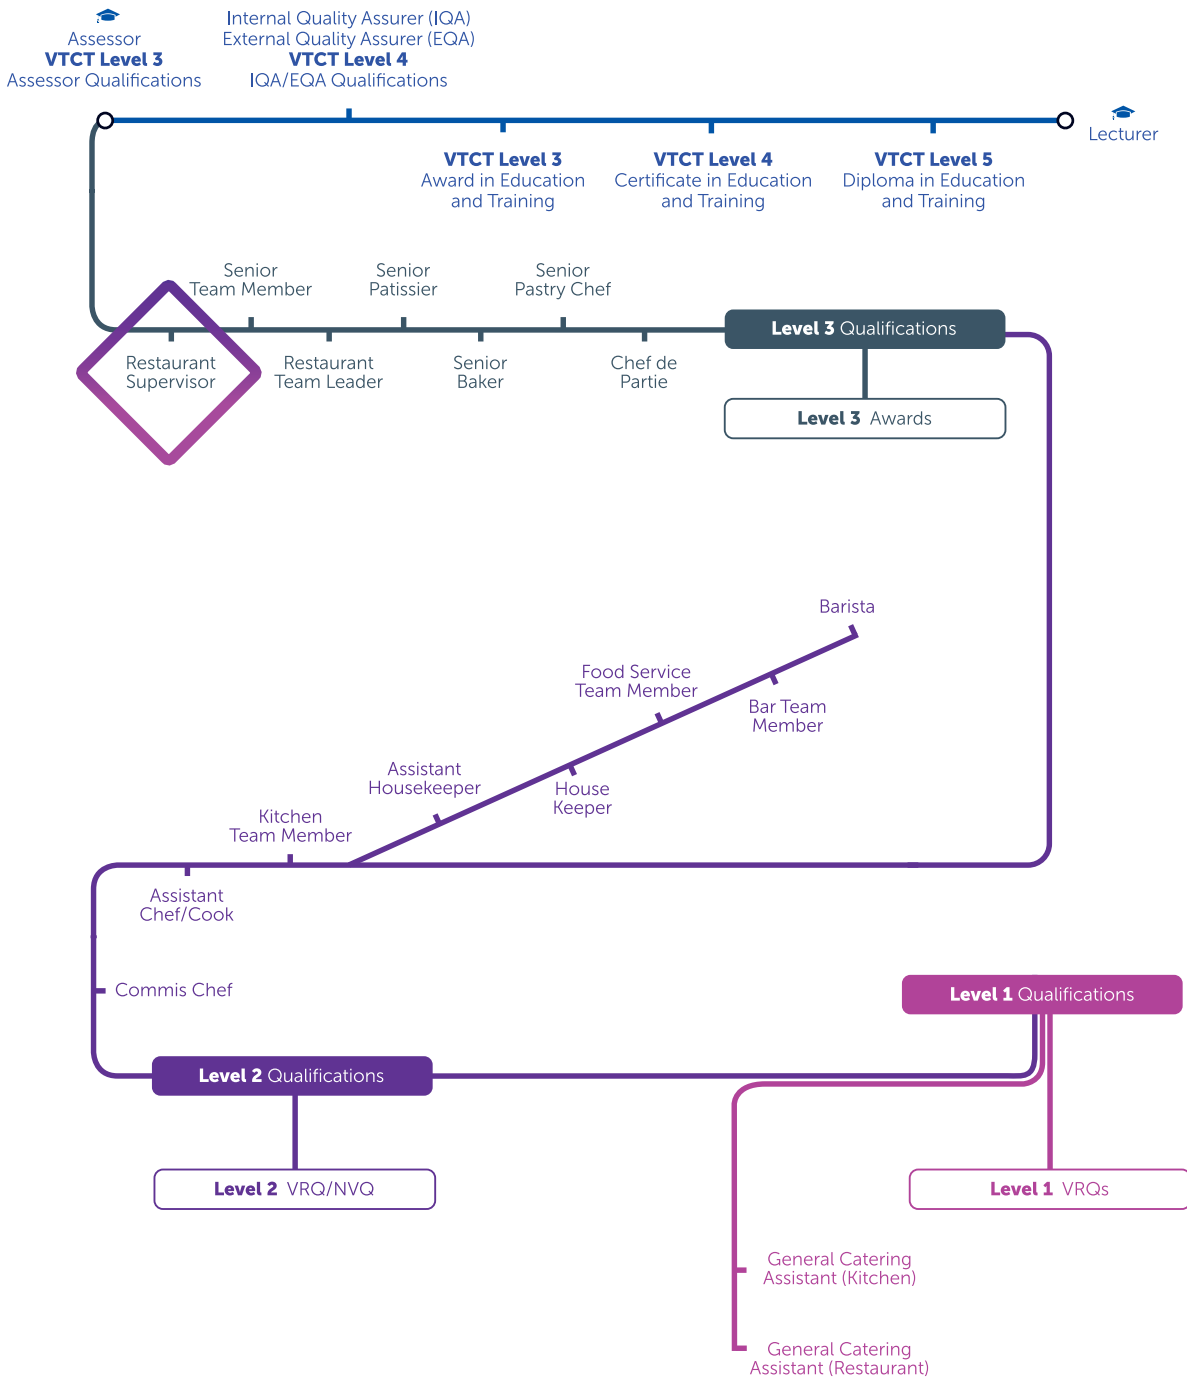 Assessor
VTCT Level 3
Assessor Qualifications
Internal Quality Assurer (IQA)
External Quality Assurer (EQA)
VTCT Level 4
IQA/EQA Qualifications
Lecturer
VTCT Level 3
Award in Education
and Training
VTCT Level 4
Certificate in Education
and Training
VTCT Level 5
Diploma in Education
and Training
Senior
Team Member
Senior
Patissier
Senior
Pastry Chef
Level 3 Qualifications
Restaurant
Supervisor
Restaurant
Team Leader
Senior
Baker
Chef de
Partie
Level 3 Awards
Barista
Food Service
Team Member
Bar Team
Member
Assistant
Housekeeper
House
Keeper
Kitchen
Team Member
Assistant
Chef/Cook
Commis Chef
Level 1 Qualifications
Level 2 Qualifications
Level 2 VRQ/NVQ
Level 1 VRQs
General Catering
Assistant (Kitchen)
General Catering
Assistant (Restaurant)